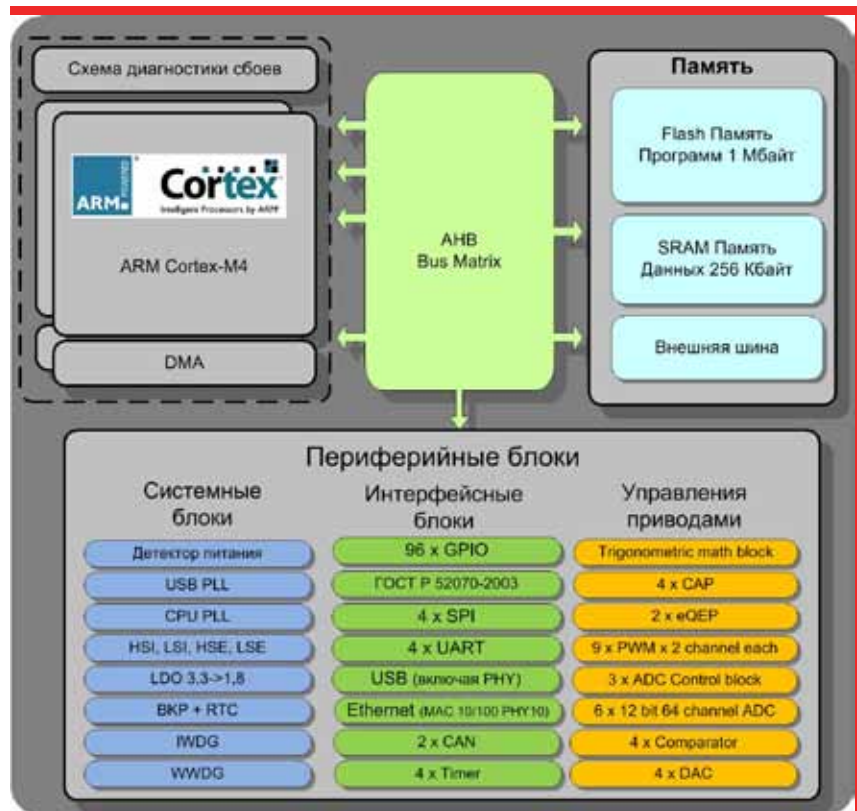 Схема диагностики сбоев
ARM POWERED
Cortex
Intelligent Processors by ARM
ARM Cortex-M4
DMA
AHB
Bus Matrix
Память
Flash Память
Программ 1 Мбайт
SRAM Память
Данных 256 Кбайт
Внешняя шина
Периферийные блоки
Системные
блоки
Детектор питания
USB PLL
CPU PLL
HSI, LSI, HSE, LSE
LDO 3,3->1,8
BKP + RTC
IWDG
WWDG
Интерфейсные
блоки
96 x GPIO
ГОСТ Р 52070-2003
4 x SPI
4 x UART
USB (включая PHY)
Ethernet (MAC 10/100 PHY10)
2 x CAN
4 x Timer
Управления
приводами
Trigonometric math block
4 x CAP
2 x eQEP
9 x PWM x 2 channel each
3 x ADC Control block
6 x 12 bit 64 channel ADC
4 x Comparator
4 x DAC